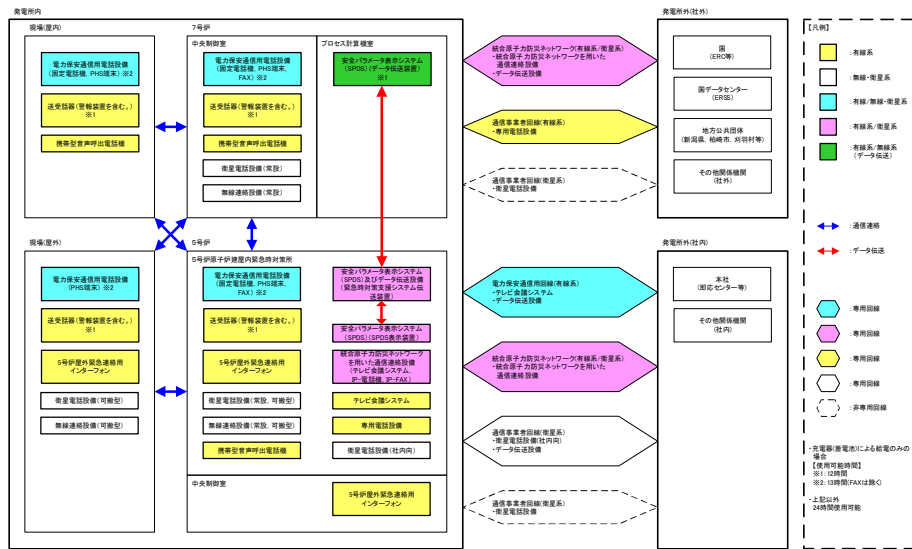 発電所内
現場(屋内)
電力保安通信用電話設備
(固定電話機、PHS端末)※2
送受話器(警報装置を含む。)
※1
携帯型音声呼出電話機
7号炉
中央制御室
電力保安通信用電話設備
(固定電話機、PHS端末、
FAX)※2
送受話器(警報装置を含む。)
※1
携帯型音声呼出電話機
衛星電話設備(常設)
無線連絡設備(常設)
プロセス計算機室
安全パラメータ表示システム
(SPDS)(データ伝送装置)
※1
現場(屋外)
電力保安通信用電話設備
(PHS端末)※2
送受話器(警報装置を含む。)
※1
5号炉屋外緊急連絡用
インターフォン
衛星電話設備(可搬型)
無線連絡設備(可搬型)
5号炉
5号炉原子炉建屋内緊急時対策所
電力保安通信用電話設備
(固定電話機、PHS端末、
FAX)※2
送受話器(警報装置を含む。)
※1
5号炉屋外緊急連絡用
インターフォン
衛星電話設備(常設、可搬型)
無線連絡設備(常設、可搬型)
携帯型音声呼出電話機
安全パラメータ表示システム
(SPDS)及びデータ伝送設備
(緊急時対策支援システム伝
送装置)
安全パラメータ表示システム
(SPDS)(SPDS表示装置)
統合原子力防災ネットワーク
を用いた通信連絡設備
(テレビ会議システム、
IP-電話機、IP-FAX)
テレビ会議システム
専用電話設備
衛星電話設備(社内向)
中央制御室
5号炉屋外緊急連絡用
インターフォン
統合原子力防災ネットワーク(有線系/衛星系)
・統合原子力防災ネットワークを用いた
通信連絡設備
・データ伝送設備
通信事業者回線(有線系)
・専用電話設備
通信事業者回線(衛星系)
・衛星電話設備
電力保安通信用回線(有線系)
・テレビ会議システム
・データ伝送設備
統合原子力防災ネットワーク(有線系/衛星系)
・統合原子力防災ネットワークを用いた
通信連絡設備
通信事業者回線(衛星系)
・衛星電話設備(社内向)
・データ伝送設備
通信事業者回線(衛星系)
・衛星電話設備
発電所外(社外)
国
(ERC等)
国データセンター
(ERSS)
地方公共団体
(新潟県、柏崎市、刈羽村等)
その他関係機関
(社外)
発電所外(社内)
本社
(即応センター等)
その他関係機関
(社内)
【凡例】
:有線系
:無線・衛星系
:有線/無線・衛星系
:有線系/衛星系
:有線系/無線系
(データ伝送)
:通信連絡
:データ伝送
:専用回線
:専用回線
:専用回線
:専用回線
:非専用回線
・充電器(蓄電池)による給電のみの
場合
【使用可能時間】
※1:12時間
※2:13時間(FAXは除く)
・上記以外
24時間使用可能